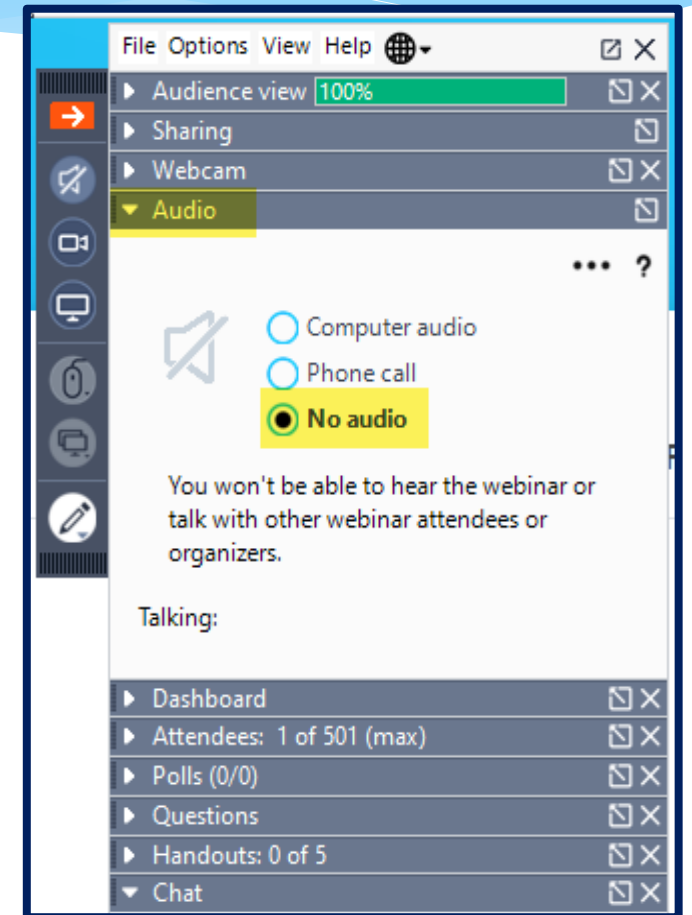 File Options View Help
Audience view 100%
Sharing
Webcam
Audio
... ?
Computer audio
Phone call
No audio
You won't be able to hear the webinar or
talk with other webinar attendees or
organizers.
Talking:
Dashboard
Attendees: 1 of 501 (max)
Polls (0/0)
Questions
Handouts: 0 of 5
Chat